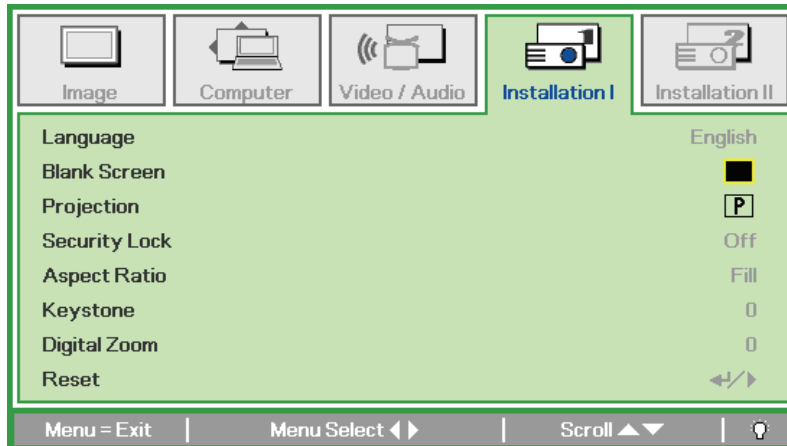 Image Computer Video / Audio Installation I Installation II
Language English
Blank Screen
Projection P
Security Lock Off
Aspect Ratio Fill
Keystone 0
Digital Zoom 0
Reset
Menu = Exit Menu Select Scroll